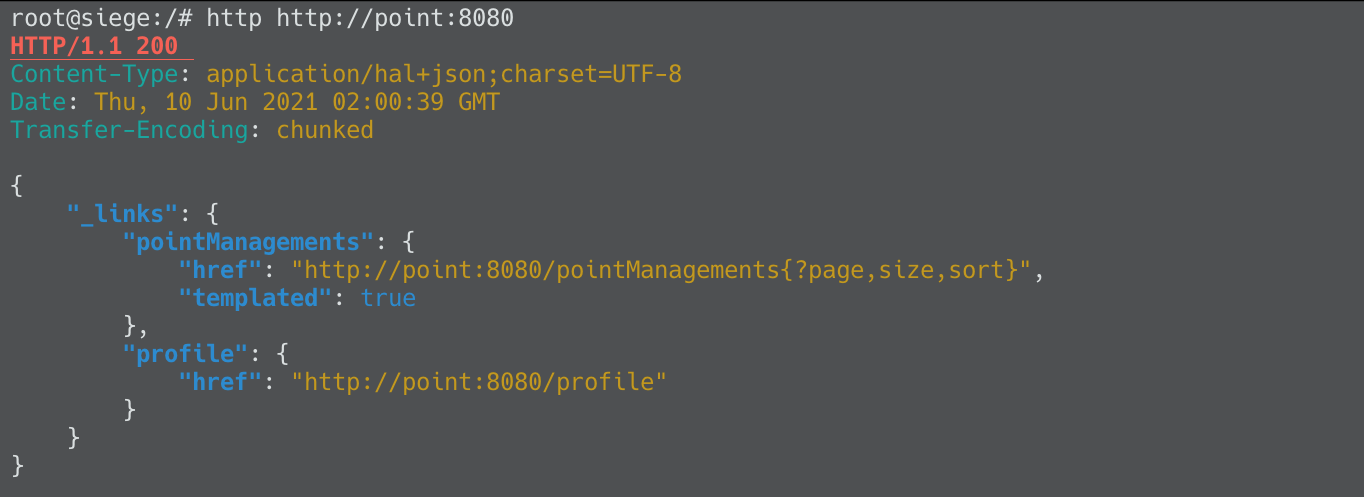 root@siege:/# http http://point:8080
HTTP/1.1 200
Content-Type: application/hal+json;charset=UTF-8
Date: Thu, 10 Jun 2021 02:00:39 GMT
Transfer-Encoding: chunked

{
    "_links": {
        "pointManagements": {
            "href": "http://point:8080/pointManagements{?page,size,sort}",
            "templated": true
        },
        "profile": {
            "href": "http://point:8080/profile"
        }
    }
}